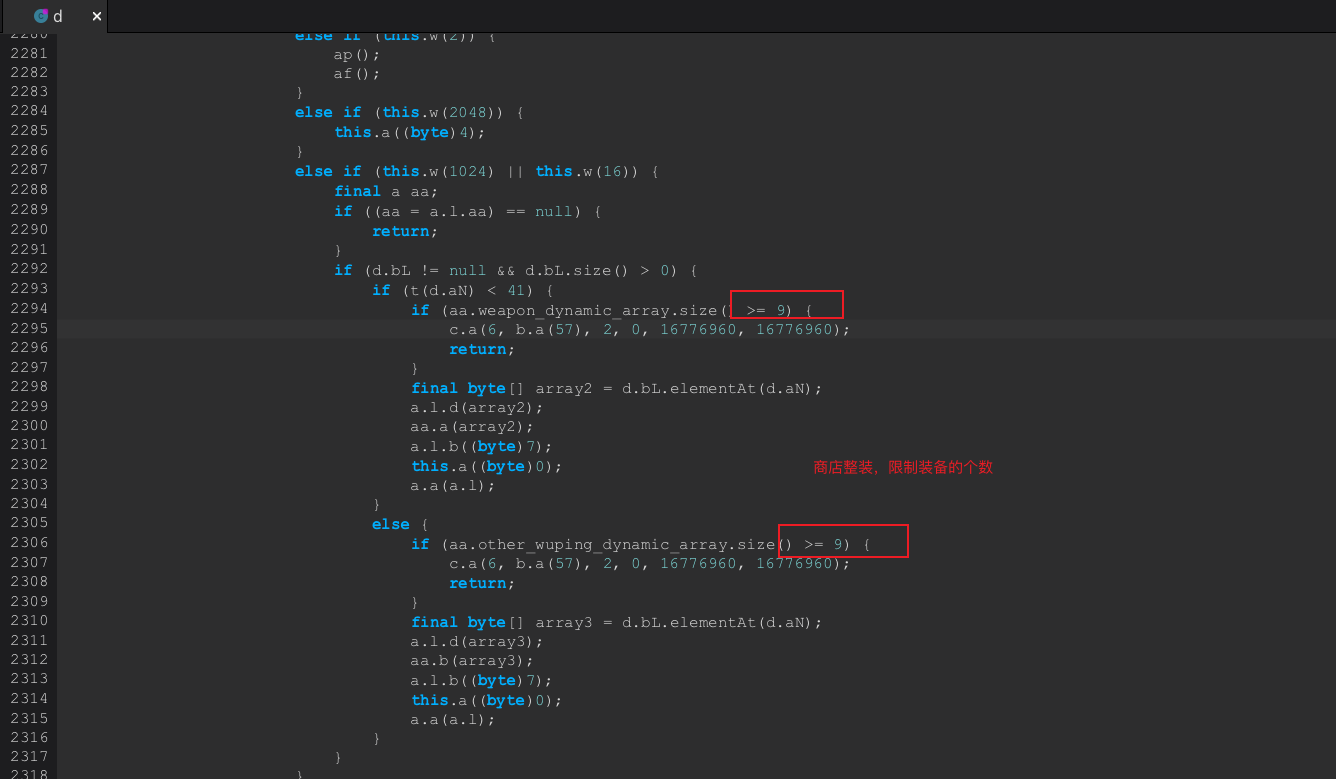 d ×
2280 else if (this.w(2)) {
2281 ap();
2282 af();
2283 }
2284 else if (this.w(2048)) {
2285 this.a((byte)4);
2286 }
2287 else if (this.w(1024) || this.w(16)) {
2288 final a aa;
2289 if ((aa = a.l.aa) == null) {
2290 return;
2291 }
2292 if (d.bL != null && d.bL.size() > 0) {
2293 if (t(d.aN) < 41) {
2294 if (aa.weapon_dynamic_array.size() >= 9) {
2295 c.a(6, b.a(57), 2, 0, 16776960, 16776960);
2296 return;
2297 }
2298 final byte[] array2 = d.bL.elementAt(d.aN);
2299 a.l.d(array2);
2300 aa.a(array2);
2301 a.l.b((byte)7);
2302 this.a((byte)0);
商店整装，限制装备的个数
2303 a.a(a.l);
2304 }
2305 else {
2306 if (aa.other_wuping_dynamic_array.size() >= 9) {
2307 c.a(6, b.a(57), 2, 0, 16776960, 16776960);
2308 return;
2309 }
2310 final byte[] array3 = d.bL.elementAt(d.aN);
2311 a.l.d(array3);
2312 aa.b(array3);
2313 a.l.b((byte)7);
2314 this.a((byte)0);
2315 a.a(a.l);
2316 }
2317 }
2318 }